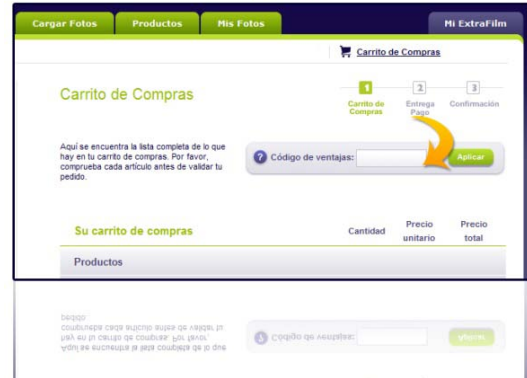 Cargar Fotos Productos Mis Fotos Mi ExtraFilm
Carrito de Compras
Carrito de Compras
1 2 3
Carrito de Compras Entrega Pago Confirmación
Aquí se encuentra la lista completa de lo que
hay en tu carrito de compras. Por favor,
comprueba cada artículo antes de validar tu
pedido.
? Código de ventajas: Aplicar
Su carrito de compras Cantidad Precio unitario Precio total
Productos